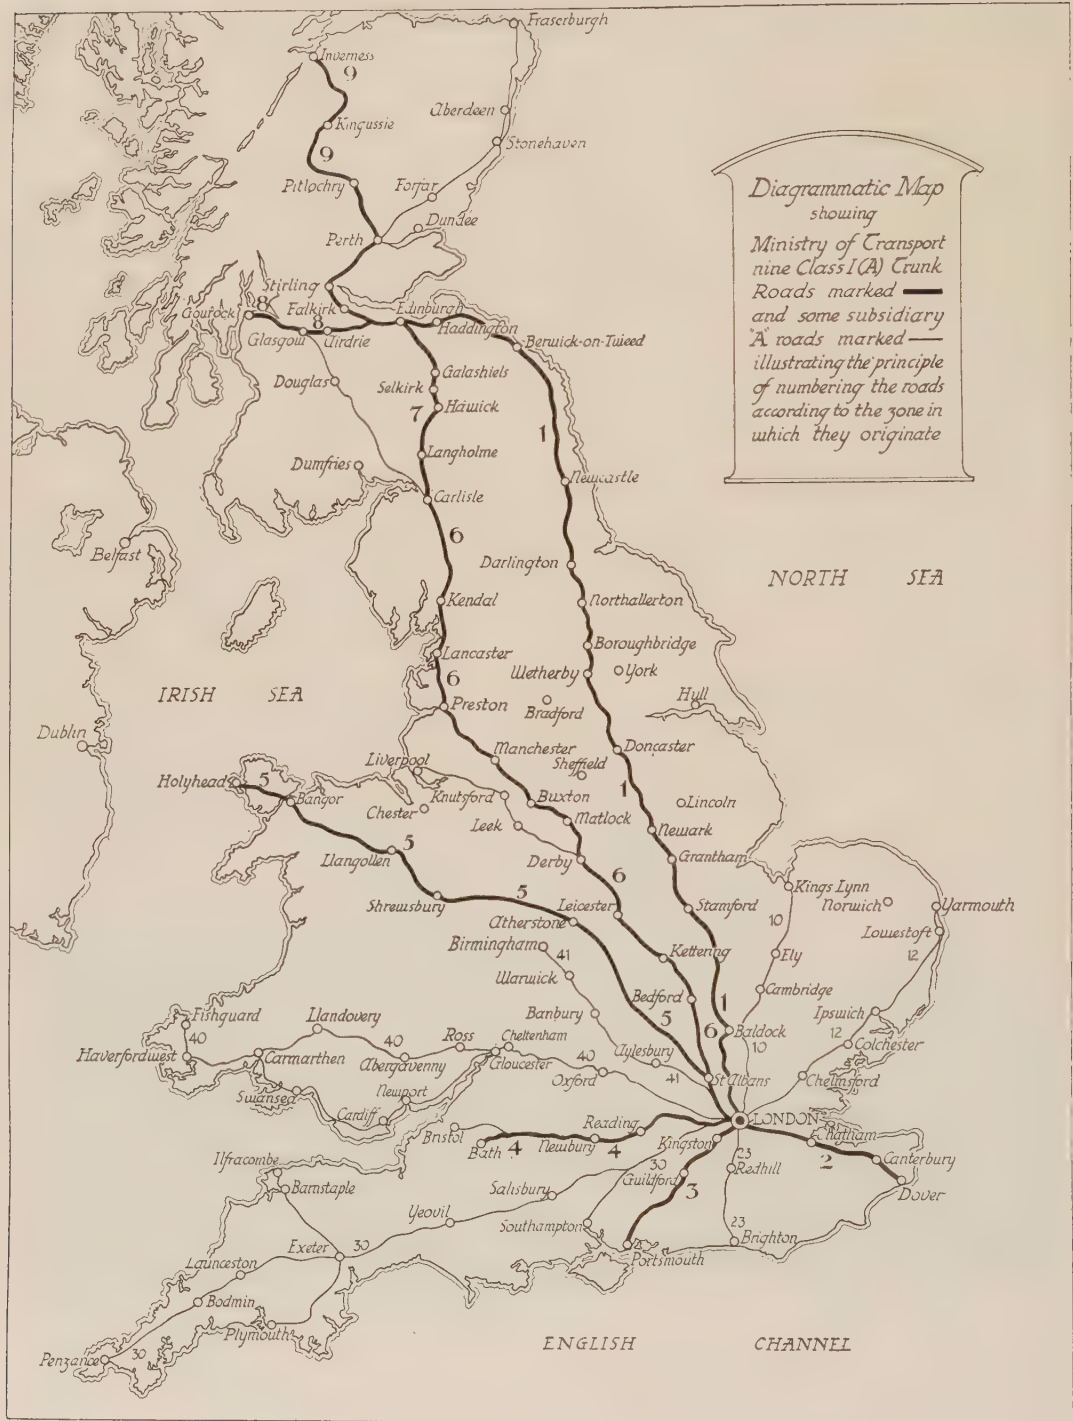 Fraserburgh
Inverness
9
Aberdeen
Kingussie
Stonehaven
9
Pitlochry
Forfar
Dundee
Perth
Diagrammatic Map
showing
Ministry of Transport
nine Class I (A) Trunk
Roads marked
and some subsidiary
"A" roads marked
illustrating the principle
of numbering the roads
according to the zone in
which they originate
Stirling
Gourock
8
Falkirk
Edinburgh
Haddington
Glasgow
8
Airdrie
Berwick-on-Tweed
Douglas
Galashiels
Selkirk
Hawick
7
1
Langholme
Dumfries
Newcastle
Carlisle
6
Belfast
Darlington
NORTH SEA
Kendal
Northallerton
Boroughbridge
Lancaster
Wetherby
York
6
IRISH SEA
Preston
Bradford
Hull
Dublin
Manchester
Doncaster
Liverpool
Sheffield
Holyhead
5
Bangor
Knutsford
Buxton
1
Lincoln
Chester
Leek
Matlock
Newark
5
Llangollen
Derby
Grantham
6
Kings Lynn
5
Shrewsbury
Leicester
Stamford
Norwich
Yarmouth
Atherstone
10
Lowestoft
Birmingham
41
Kettering
Ely
12
Warwick
Bedford
Cambridge
1
Fishguard
Llandovery
Banbury
5
Ipswich
40
6
Baldock
12
Haverfordwest
Carmarthen
40
Abergavenny
Ross
Cheltenham
Gloucester
40
Oxford
Aylesbury
41
10
Colchester
St Albans
Chelmsford
Swansea
Newport
Cardiff
LONDON
Bristol
Reading
Chatham
Bath
4
Newbury
4
Kingston
2
Canterbury
Ilfracombe
30
23
Redhill
Barnstaple
Salisbury
Guildford
3
Dover
Yeovil
Southampton
23
Exeter
30
Brighton
Launceston
Portsmouth
Bodmin
Plymouth
ENGLISH CHANNEL
Penzance
30